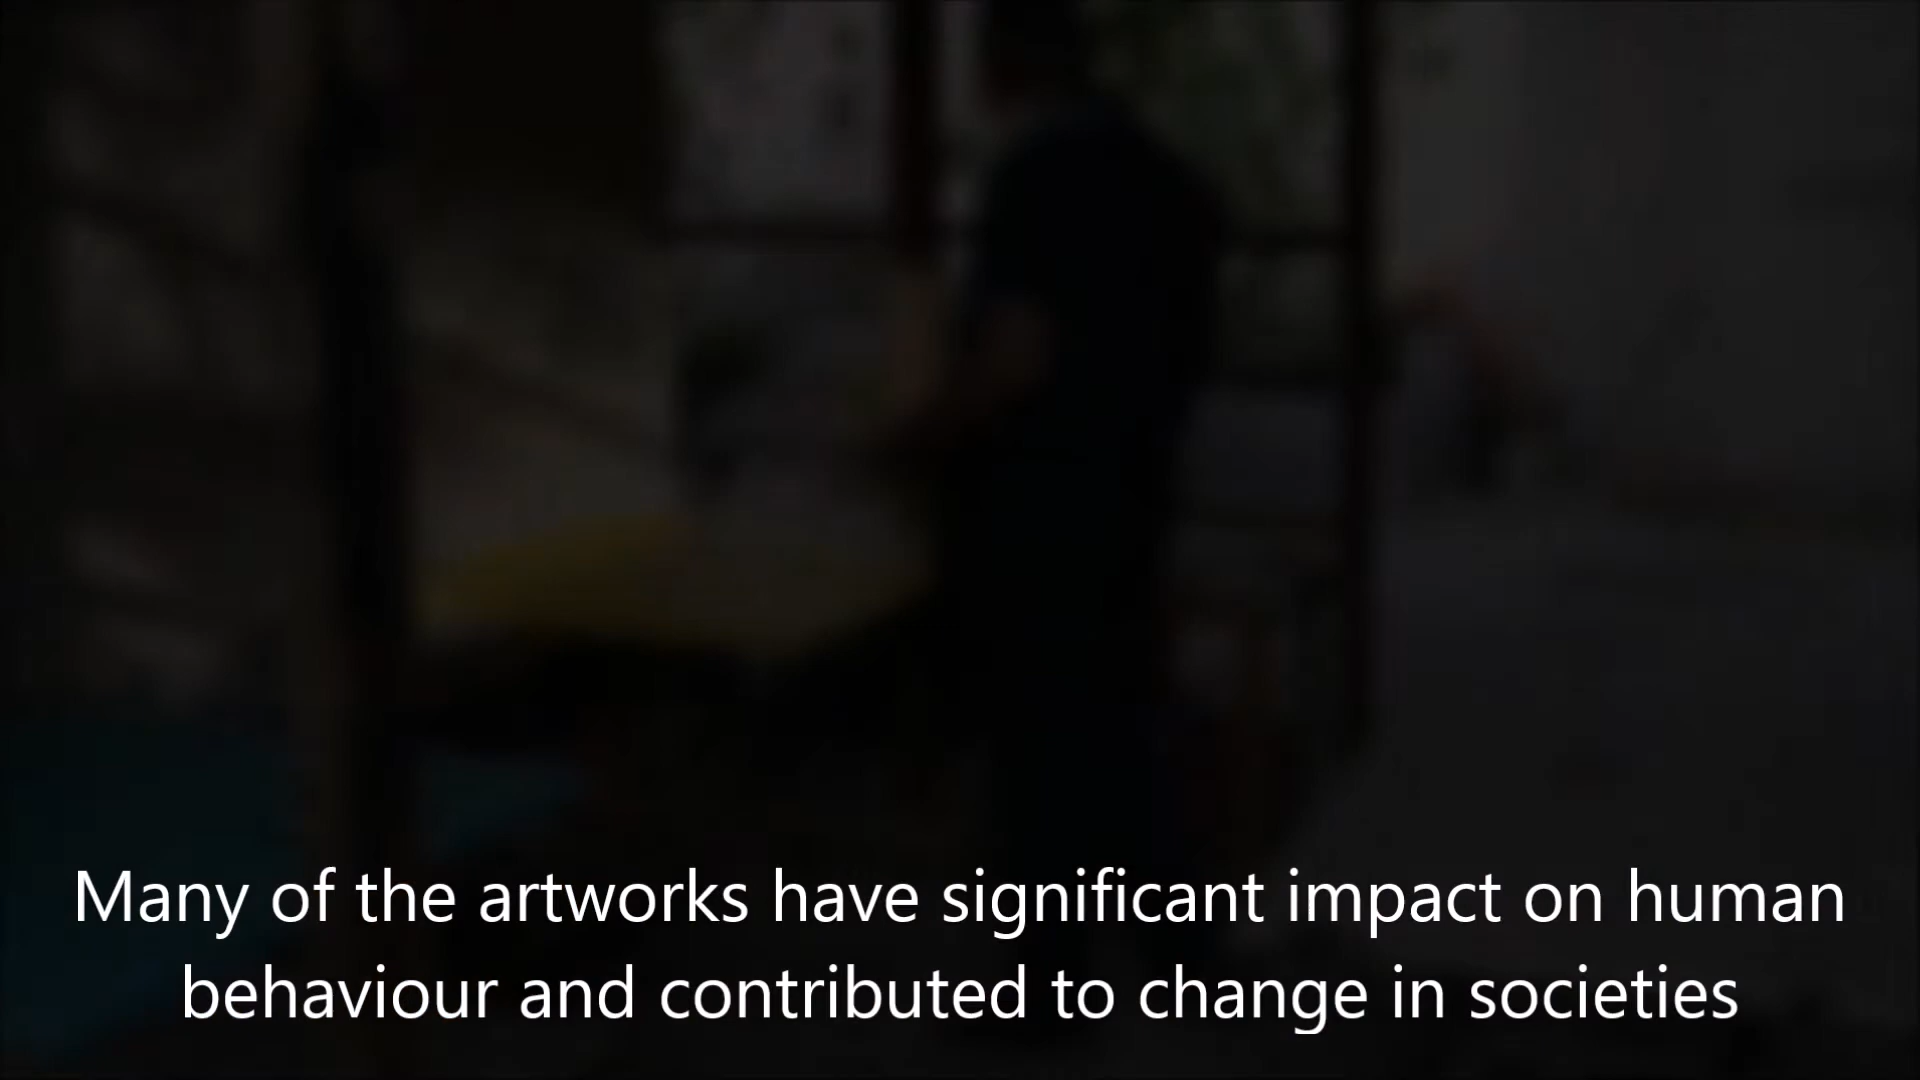 Many of the artworks have significant impact on human
behaviour and contributed to change in societies